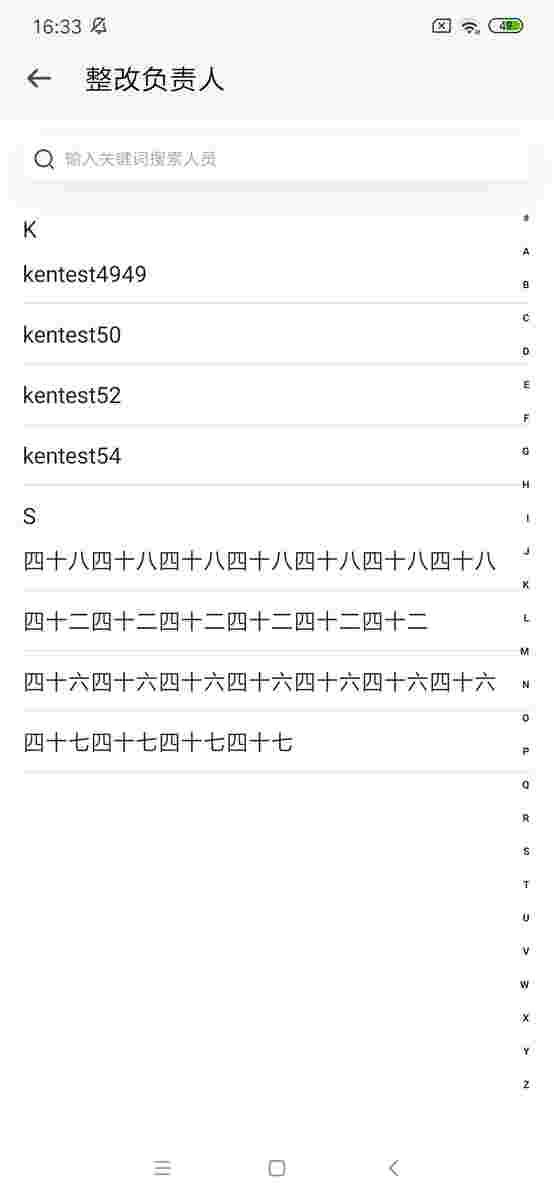 16:33
49
整改负责人
输入关键词搜索人员
K
kentest4949
kentest50
kentest52
kentest54
S
四十八四十八四十八四十八四十八四十八四十八
四十二四十二四十二四十二四十二四十二
四十六四十六四十六四十六四十六四十六四十六
四十七四十七四十七四十七
#
A
B
C
D
E
F
G
H
I
J
K
L
M
N
O
P
Q
R
S
T
U
V
W
X
Y
Z